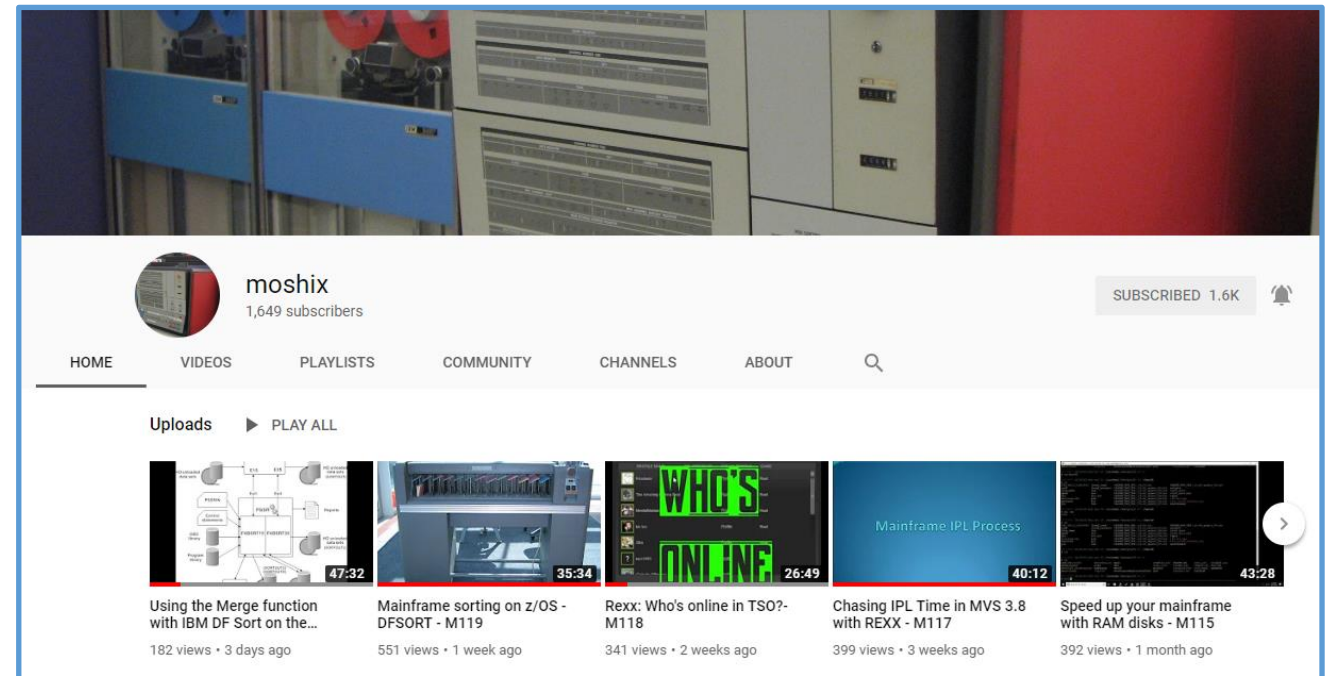 moshix
1,649 subscribers
SUBSCRIBED 1.6K
HOME VIDEOS PLAYLISTS COMMUNITY CHANNELS ABOUT
Uploads PLAY ALL
WHO'S
ONLINE
Mainframe IPL Process
47:32 35:34 26:49 40:12 43:28
Using the Merge function
with IBM DF Sort on the...
182 views • 3 days ago
Mainframe sorting on z/OS -
DFSORT - M119
551 views • 1 week ago
Rexx: Who's online in TSO?-
M118
341 views • 2 weeks ago
Chasing IPL Time in MVS 3.8
with REXX - M117
399 views • 3 weeks ago
Speed up your mainframe
with RAM disks - M115
392 views • 1 month ago